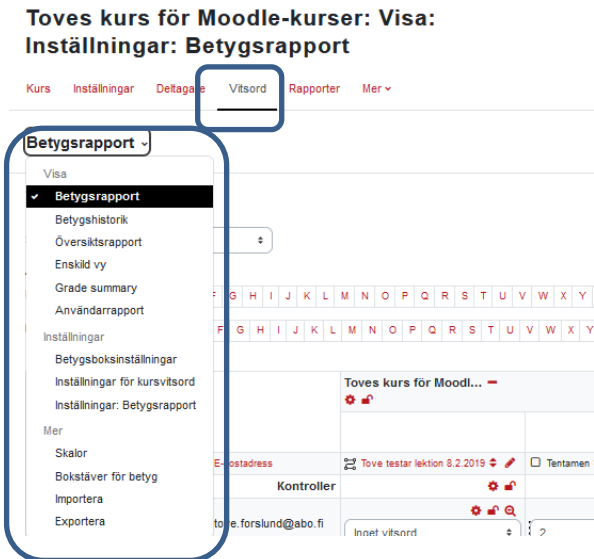 Toves kurs för Moodle-kurser: Visa:
Inställningar: Betygsrapport
Kurs Inställningar Deltagare Vitsord Rapporter Mer
Betygsrapport
Visa
Betygsrapport
Betygshistorik
Översiktsrapport
Enskild vy
Grade summary
Användarrapport
Inställningar
Betygsboksinställningar
Inställningar för kursvitsord
Inställningar: Betygsrapport
Mer
Skalor
Bokstäver för betyg
Importera
Exportera
F G H I J K L M N O P Q R S T U V W X Y
F G H I J K L M N O P Q R S T U V W X Y
Toves kurs för Moodl...
E-postadress Tove testar lektion 8.2.2019 Tentamen
Kontroller
tove.forslund@abo.fi Inget vitsord 2